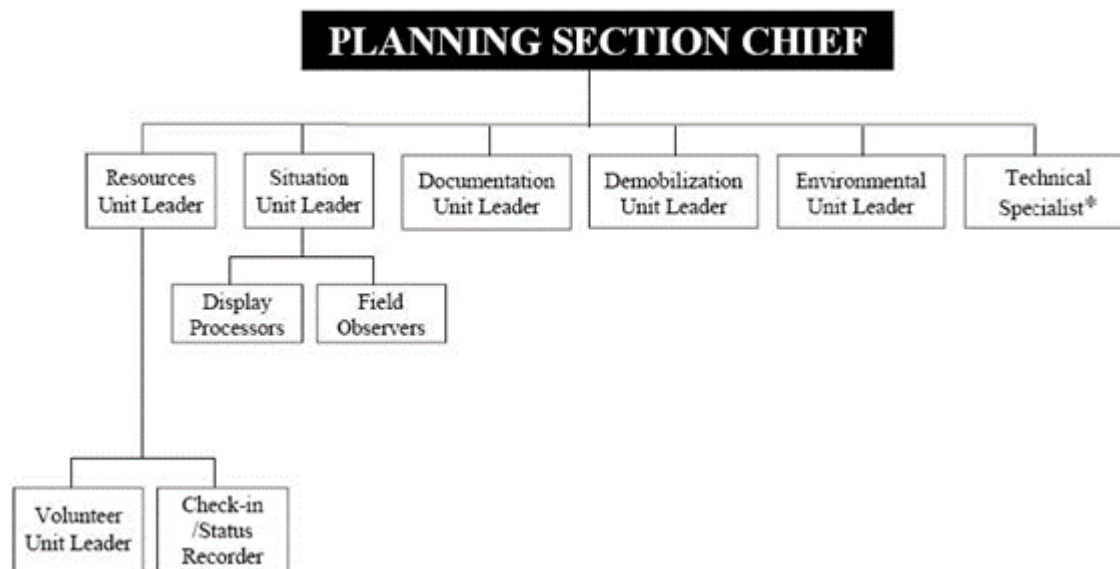 PLANNING SECTION CHIEF
Resources
Unit Leader
Situation
Unit Leader
Documentation
Unit Leader
Demobilization
Unit Leader
Environmental
Unit Leader
Technical
Specialist*
Display
Processors
Field
Observers
Volunteer
Unit Leader
Check-in
/Status
Recorder